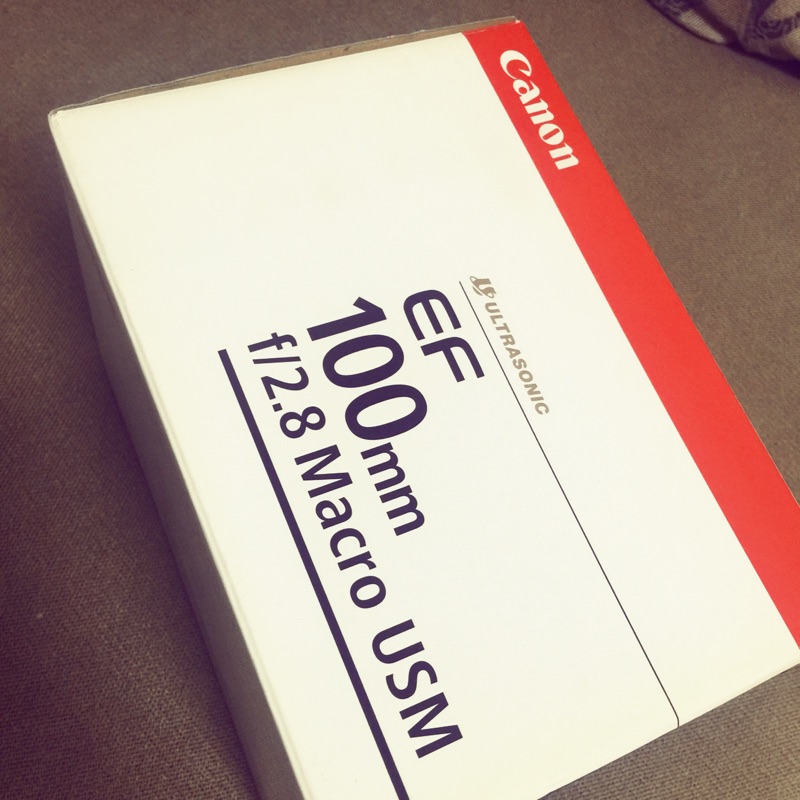 Canon
ULTRASONIC
EF
100mm
f/2.8 Macro USM